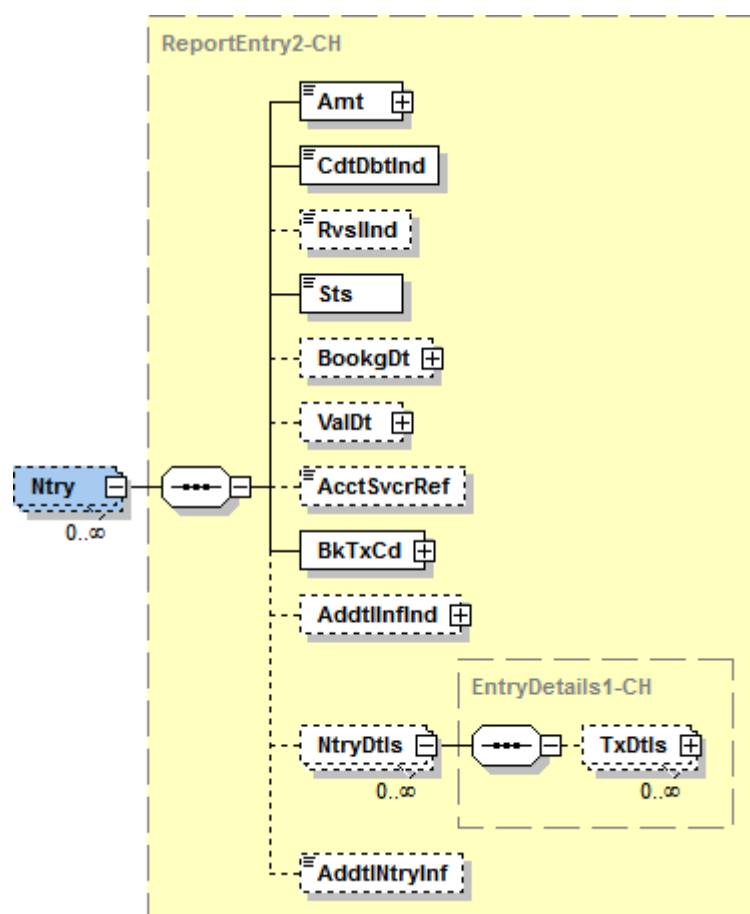 ReportEntry2-CH
Amt
CdtDbtInd
RvslInd
Sts
BookgDt
ValDt
Ntry
0..∞
AcctSvcrRef
BkTxCd
AddtlInfInd
EntryDetails1-CH
NtryDtls
0..∞
TxDtls
0..∞
AddtlNtryInf